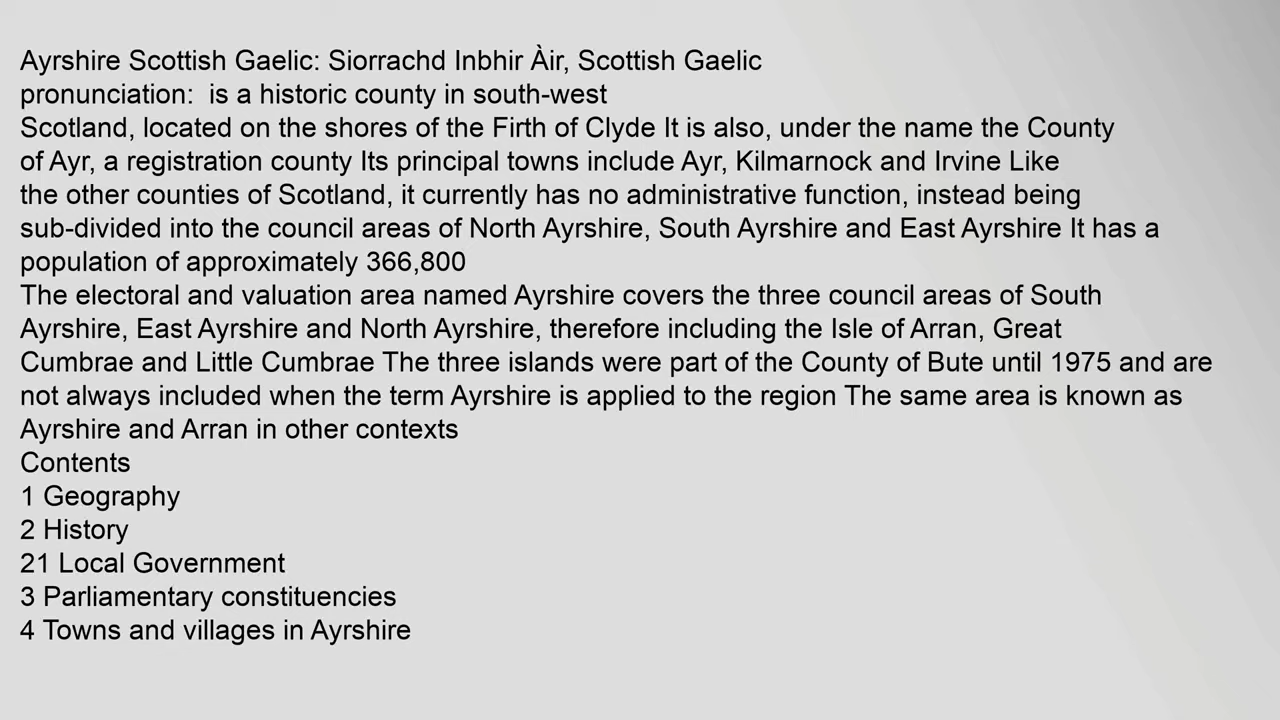 Ayrshire Scottish Gaelic: Siorrachd Inbhir Àir, Scottish Gaelic
pronunciation:  is a historic county in south-west
Scotland, located on the shores of the Firth of Clyde It is also, under the name the County
of Ayr, a registration county Its principal towns include Ayr, Kilmarnock and Irvine Like
the other counties of Scotland, it currently has no administrative function, instead being
sub-divided into the council areas of North Ayrshire, South Ayrshire and East Ayrshire It has a
population of approximately 366,800
The electoral and valuation area named Ayrshire covers the three council areas of South
Ayrshire, East Ayrshire and North Ayrshire, therefore including the Isle of Arran, Great
Cumbrae and Little Cumbrae The three islands were part of the County of Bute until 1975 and are
not always included when the term Ayrshire is applied to the region The same area is known as
Ayrshire and Arran in other contexts
Contents
1 Geography
2 History
21 Local Government
3 Parliamentary constituencies
4 Towns and villages in Ayrshire